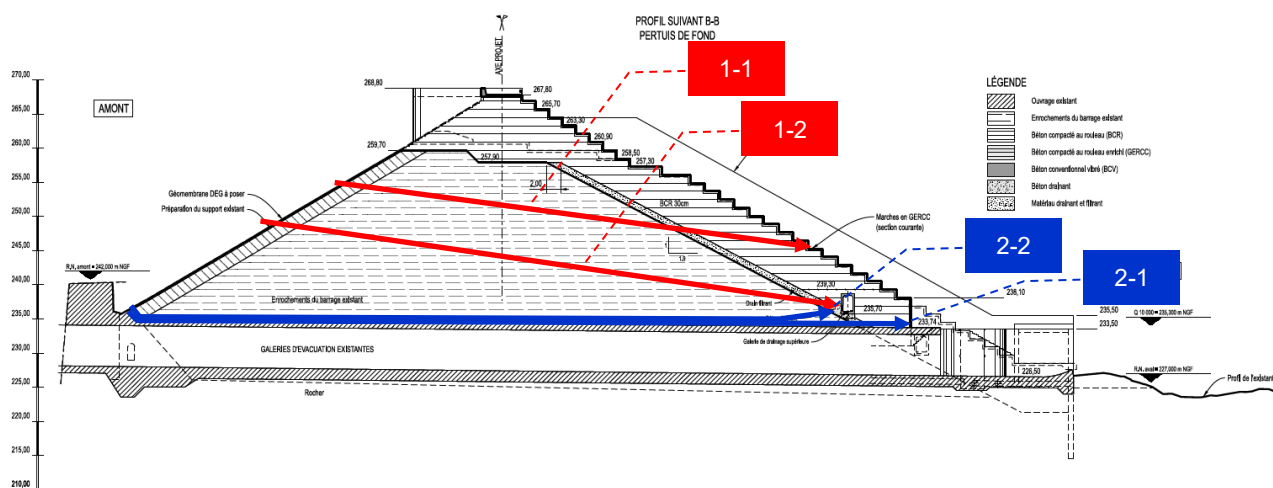 PROFIL SUIVANT B-B
PERTUIS DE FOND
AXE PROJET
1-1
1-2
2-2
2-1
AMONT
270,00
265,00
260,00
255,00
250,00
245,00
240,00
235,00
230,00
225,00
220,00
215,00
210,00
268,80
267,80
265,70
263,30
260,90
258,50
257,30
259,70
257,90
2,00
BCR 30cm
Géomembrane DEG à poser
Préparation du support existant
Marches en GERCC
(section courante)
R.N. amont = 242,000 m NGF
Enrochements du barrage existant
Drain filtrant
239,30
235,70
233,74
236,10
235,50
Q 10 000 = 235,300 m NGF
233,50
Galerie de drainage supérieure
GALERIES D'EVACUATION EXISTANTES
226,50
R.N. aval = 227,000 m NGF
Profil de l'existant
Rocher
LÉGENDE
Ouvrage existant
Enrochements du barrage existant
Béton compacté au rouleau (BCR)
Béton compacté au rouleau enrichi (GERCC)
Béton conventionnel vibré (BCV)
Béton drainant
Matériau drainant et filtrant